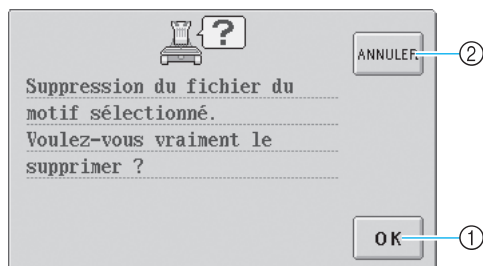 ?
ANNULER
②
Suppression du fichier du
motif sélectionné.
Voulez-vous vraiment le
supprimer ?
OK
①